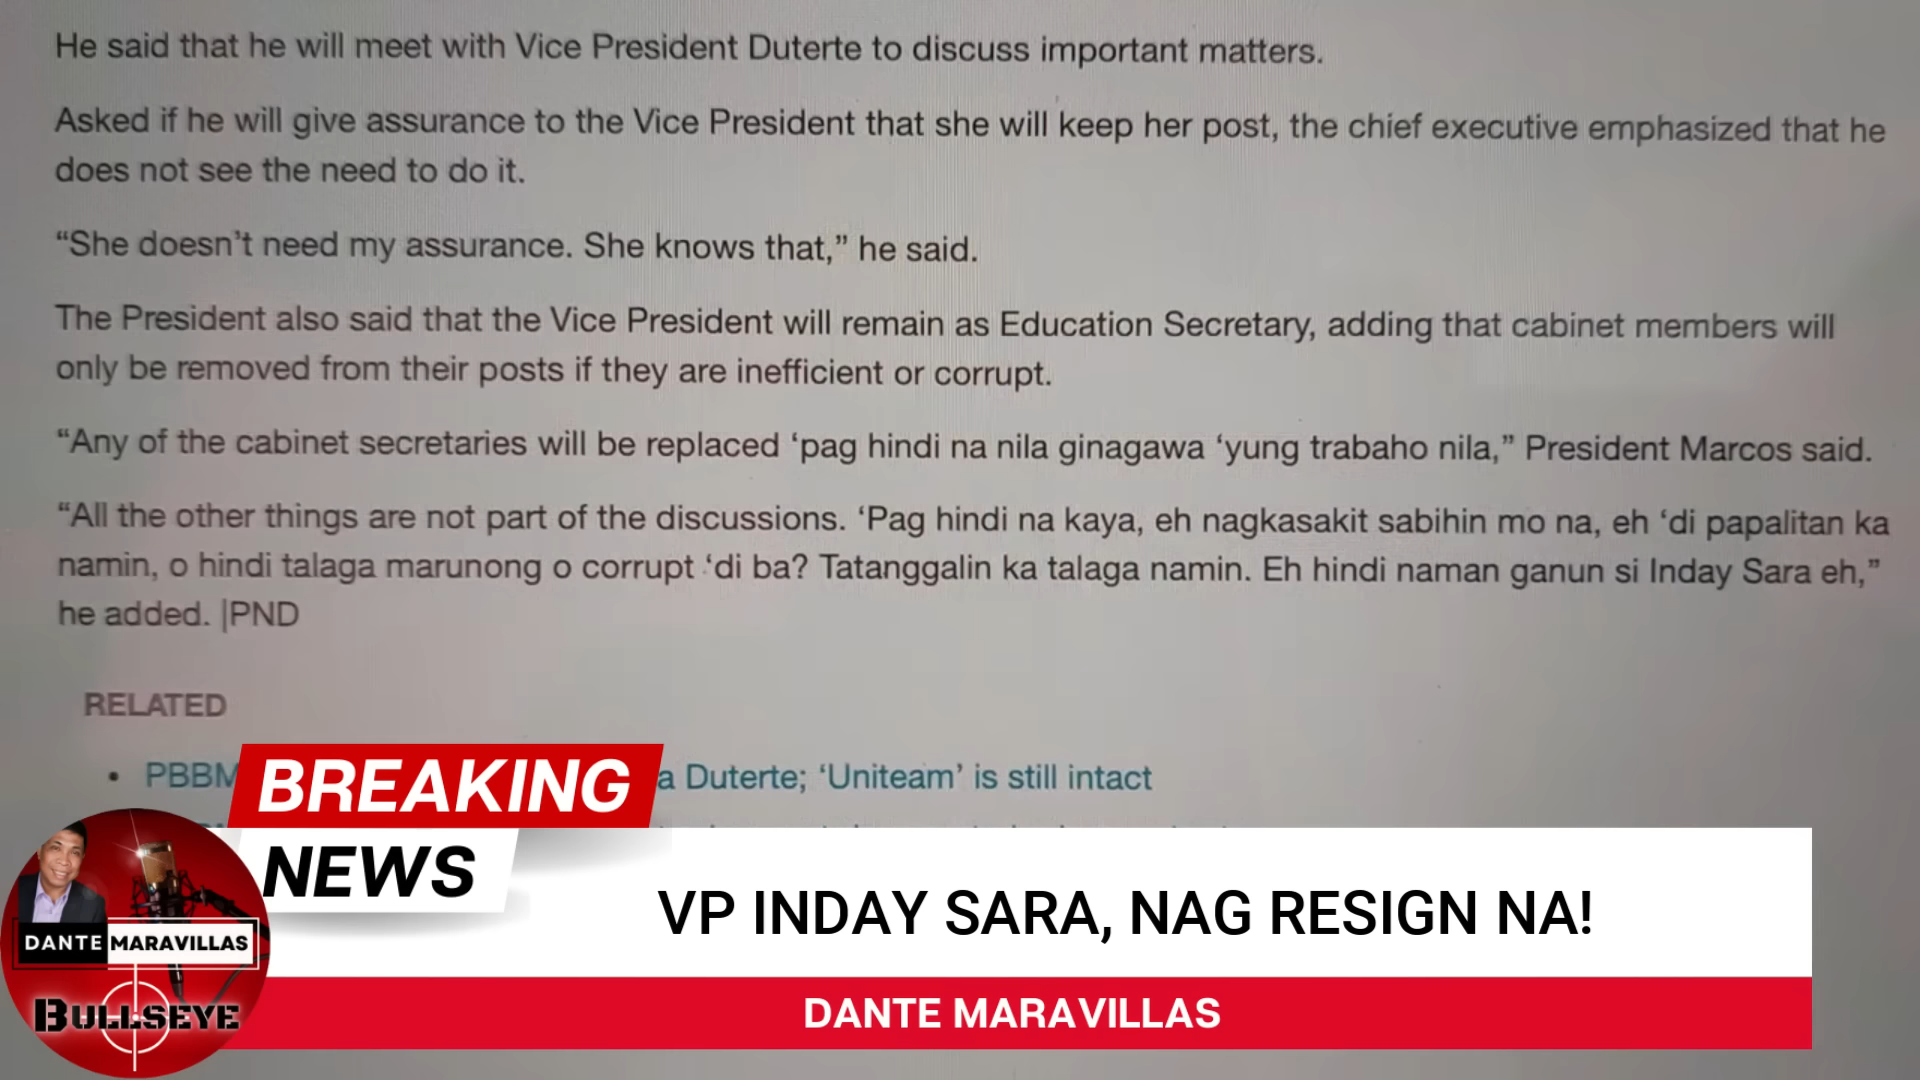 He said that he will meet with Vice President Duterte to discuss important matters.
Asked if he will give assurance to the Vice President that she will keep her post, the chief executive emphasized that he
does not see the need to do it.
“She doesn’t need my assurance. She knows that,” he said.
The President also said that the Vice President will remain as Education Secretary, adding that cabinet members will
only be removed from their posts if they are inefficient or corrupt.
“Any of the cabinet secretaries will be replaced ‘pag hindi na nila ginagawa ‘yung trabaho nila,” President Marcos said.
“All the other things are not part of the discussions. ‘Pag hindi na kaya, eh nagkasakit sabihin mo na, eh ‘di papalitan ka
namin, o hindi talaga marunong o corrupt ‘di ba? Tatanggalin ka talaga namin. Eh hindi naman ganun si Inday Sara eh,”
he added. |PND
RELATED
• PBBM a Duterte; ‘Uniteam’ is still intact
BREAKING
NEWS
VP INDAY SARA, NAG RESIGN NA!
DANTE MARAVILLAS
BULLSEYE
DANTE MARAVILLAS